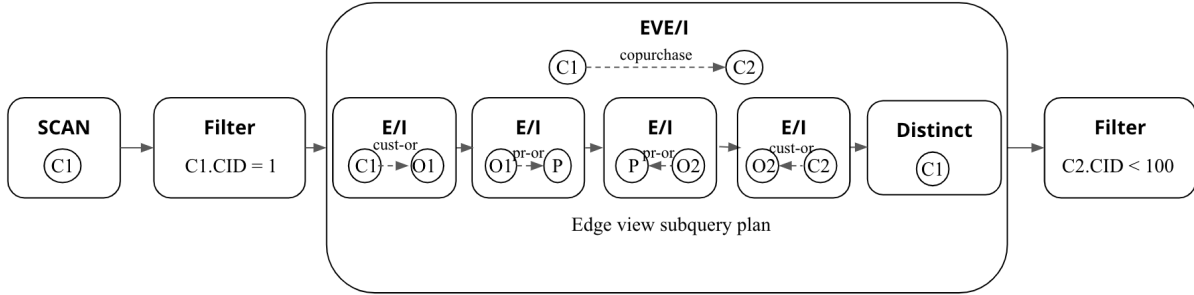 EVE/I
copurchase
C1
C2
SCAN
C1
Filter
C1.CID = 1
E/I
cust-or
C1
O1
E/I
pr-or
O1
P
E/I
pr-or
P
O2
E/I
cust-or
O2
C2
Distinct
C1
Filter
C2.CID < 100
Edge view subquery plan